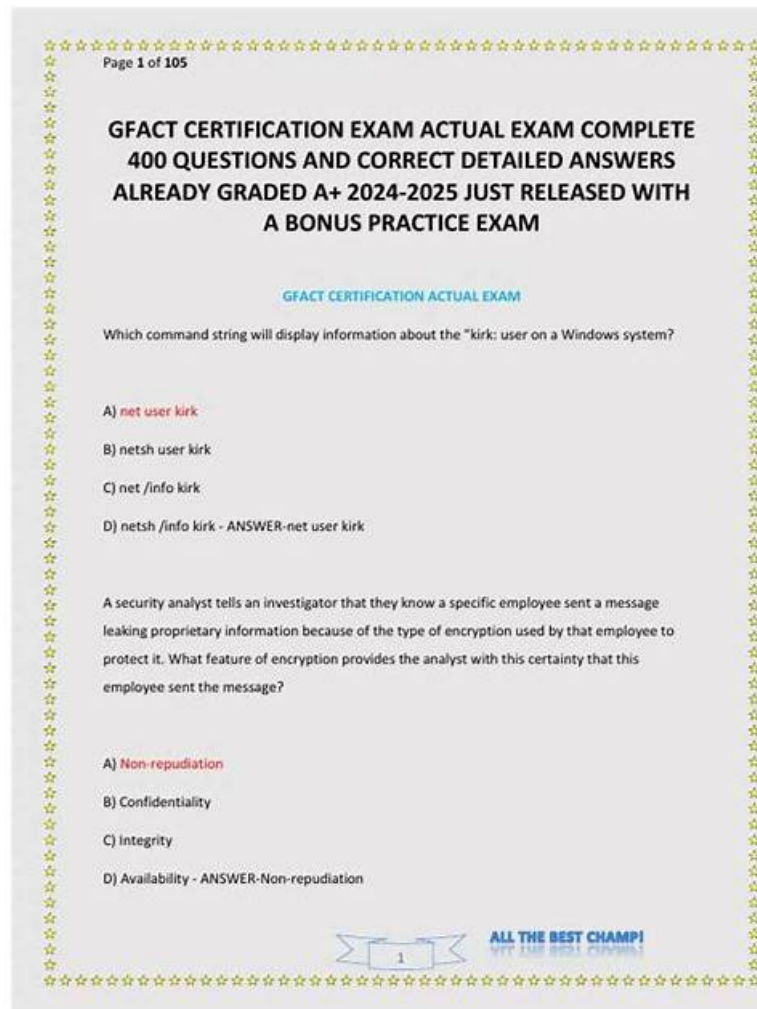 Page 1 of 105
GFACT CERTIFICATION EXAM ACTUAL EXAM COMPLETE
400 QUESTIONS AND CORRECT DETAILED ANSWERS
ALREADY GRADED A+ 2024-2025 JUST RELEASED WITH
A BONUS PRACTICE EXAM
GFACT CERTIFICATION ACTUAL EXAM
Which command string will display information about the "kirk: user on a Windows system?
A) net user kirk
B) netsh user kirk
C) net /info kirk
D) netsh /info kirk - ANSWER-net user kirk
A security analyst tells an investigator that they know a specific employee sent a message
leaking proprietary information because of the type of encryption used by that employee to
protect it. What feature of encryption provides the analyst with this certainty that this
employee sent the message?
A) Non-repudiation
B) Confidentiality
C) Integrity
D) Availability - ANSWER-Non-repudiation
ALL THE BEST CHAMP!
1